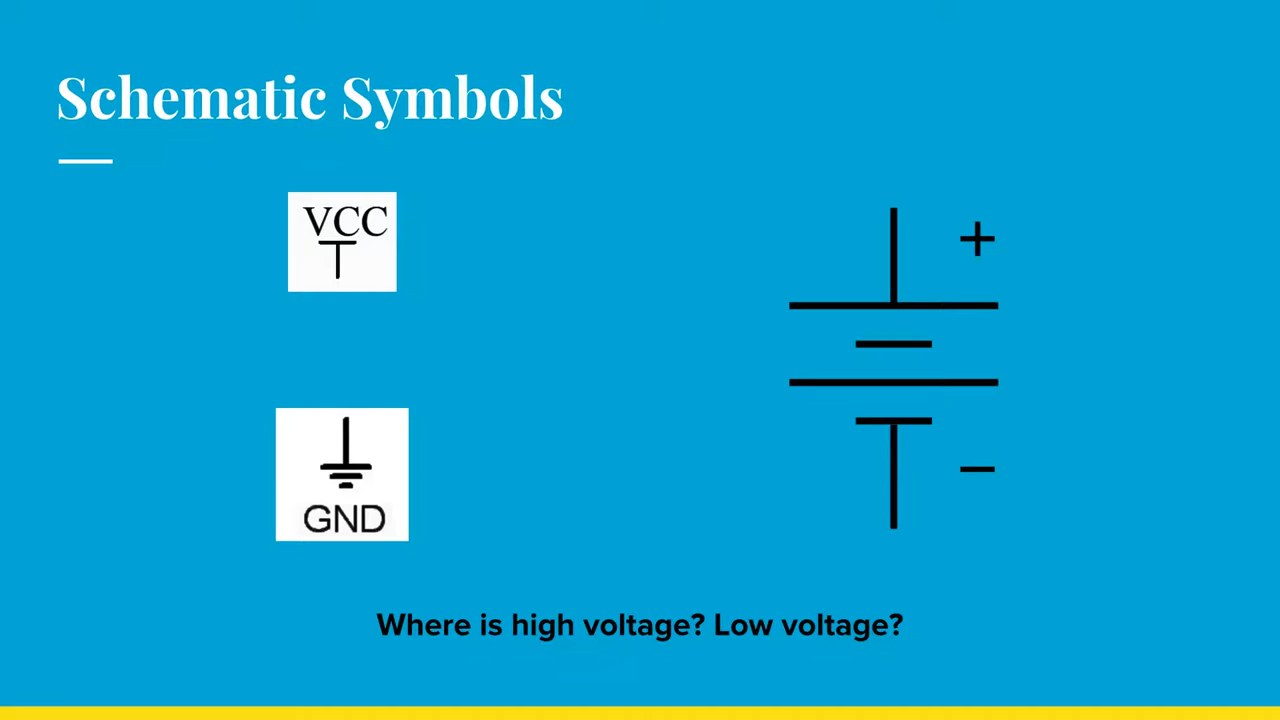 Schematic Symbols
VCC
+
GND
−
Where is high voltage? Low voltage?